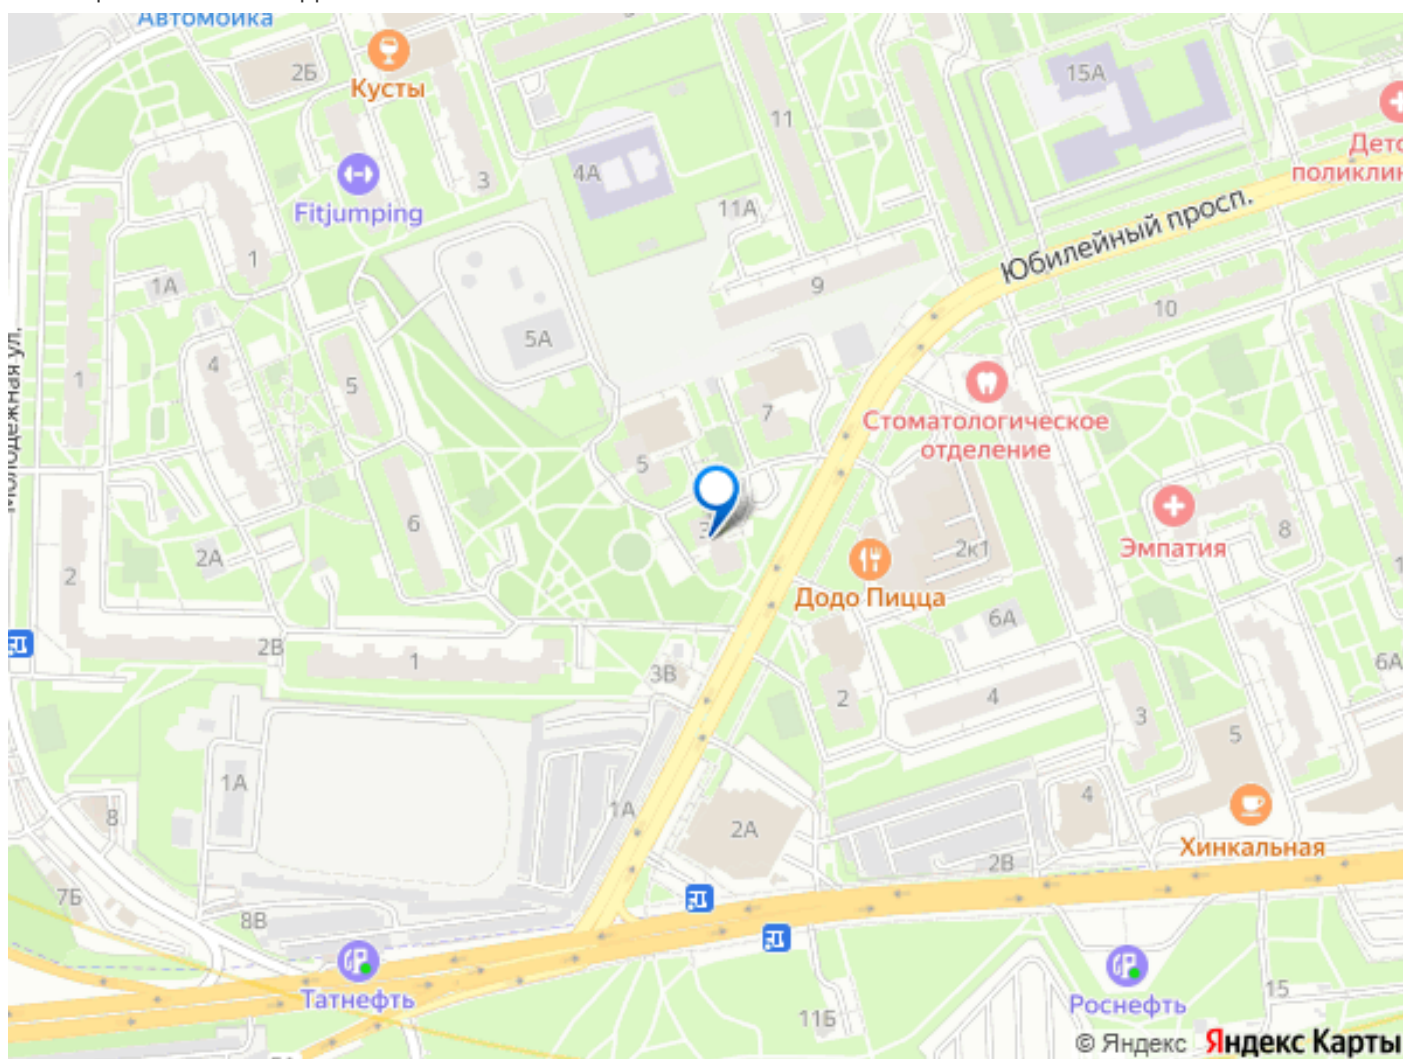 Автомойка
2Б
Кусты
15А
11
Детс
поликлин
4А
3
Fitjumping
11А
Юбилейный просп.
1
1А
9
10
5А
4
5
1
7
Молодёжная ул.
Стоматологическое
отделение
5
6
3
2к1
8
Эмпатия
2А
2
Додо Пицца
6А
2В
1
3В
6А
2
4
3
5
1А
1А
4
8
2А
Хинкальная
2В
7Б
8В
Татнефть
Роснефть
15
11Б
© Яндекс Яндекс Карты